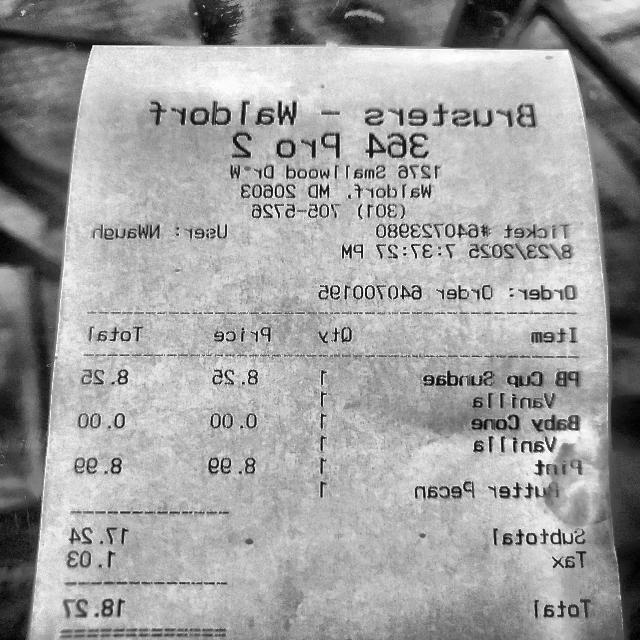 Brusters - Waldorf
364 Pro 2
1276 Smallwood Dr W
Waldorf, MD 20603
(301) 705-5726
Ticket #640723980 User: NWaugh
8/23/2025 7:37:27 PM
Order: Order 640700195
Item Qty Price Total
PB Cup Sundae 1 8.25 8.25
Vanilla 1
Baby Cone 1 0.00 0.00
Vanilla 1
Pint 1 8.99 8.99
Butter Pecan 1
Subtotal 17.24
Tax 1.03
Total 18.27